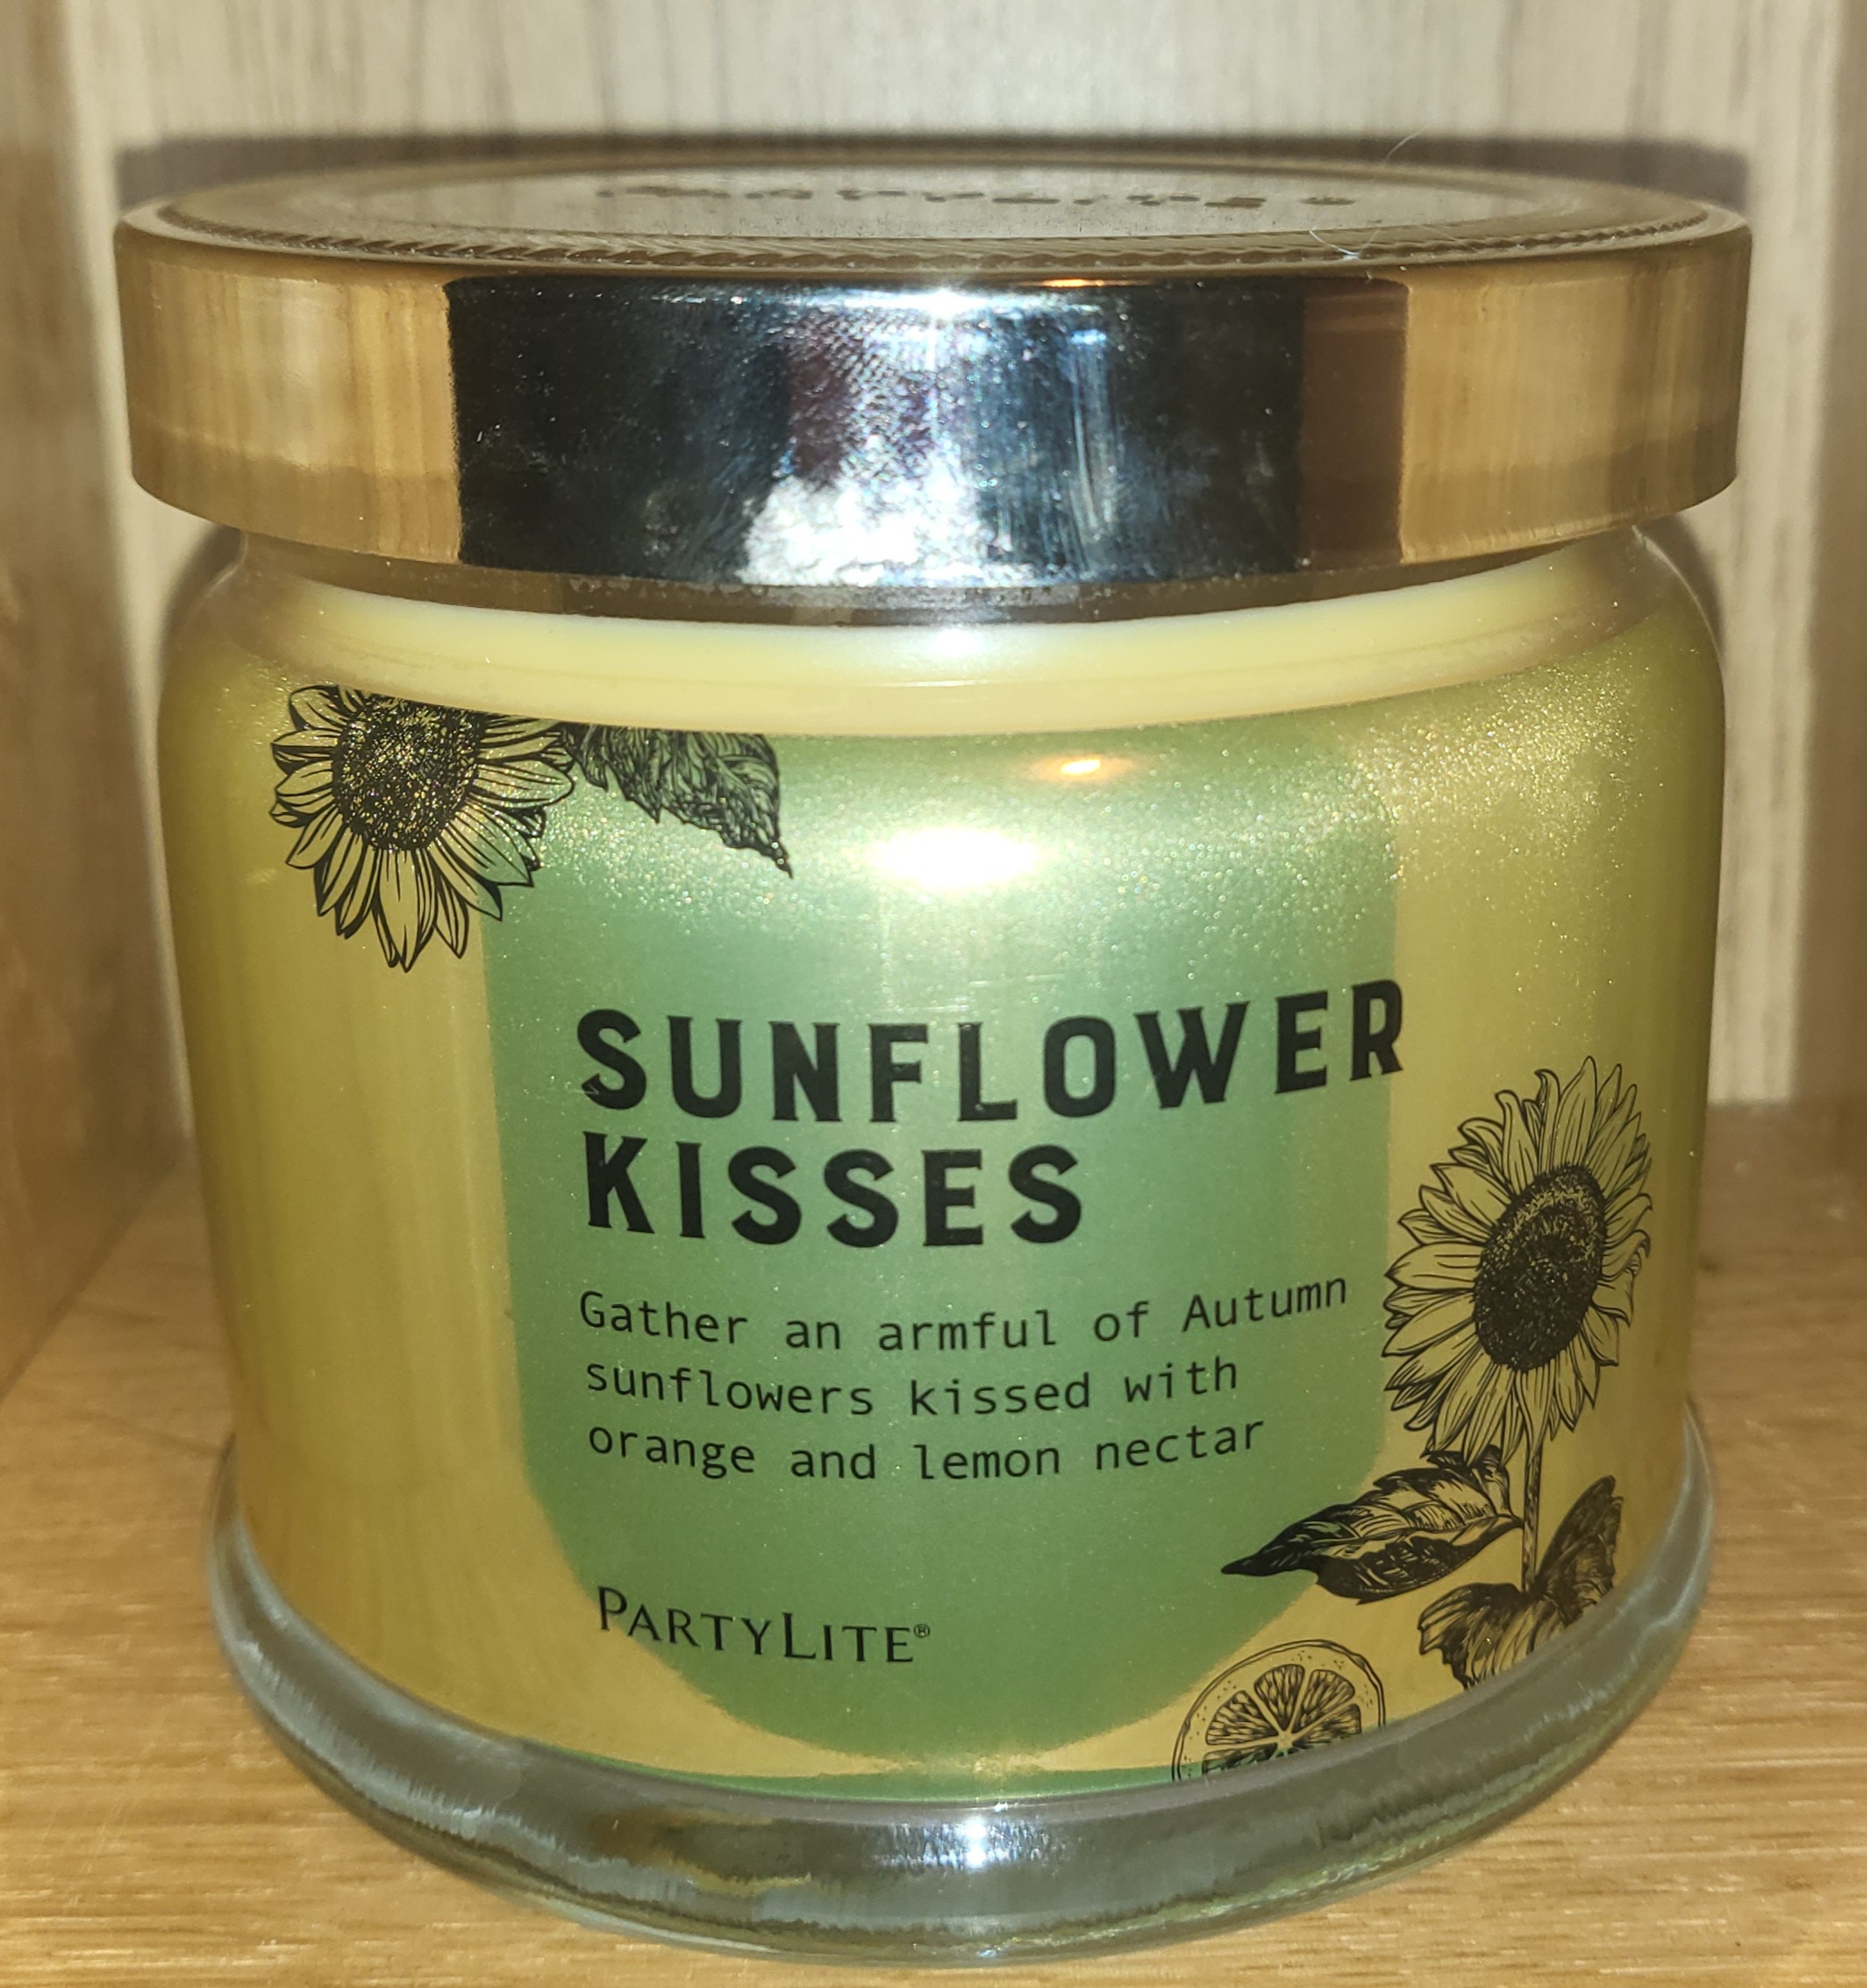 SUNFLOWER
KISSES
Gather an armful of Autumn
sunflowers kissed with
orange and lemon nectar
PARTYLITE®